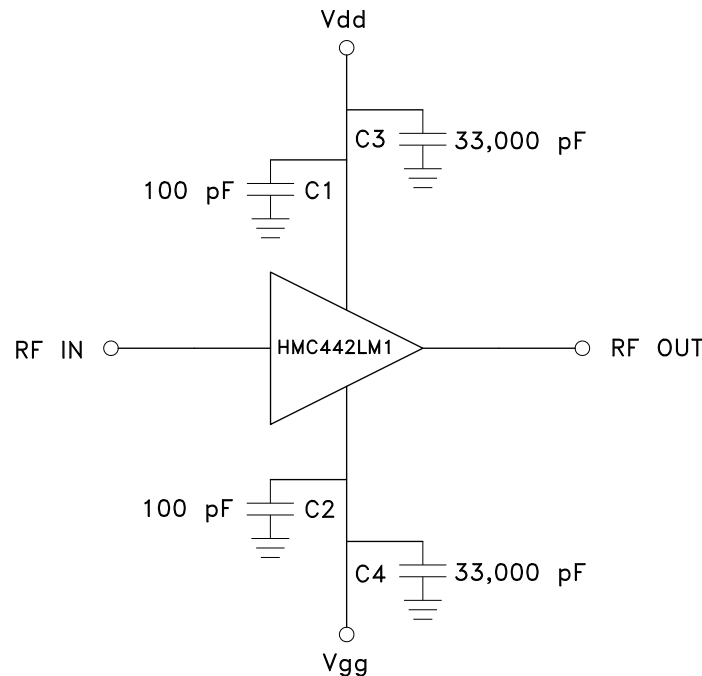 Vdd
C3 33,000 pF
100 pF C1
RF IN HMC442LM1 RF OUT
100 pF C2
C4 33,000 pF
Vgg